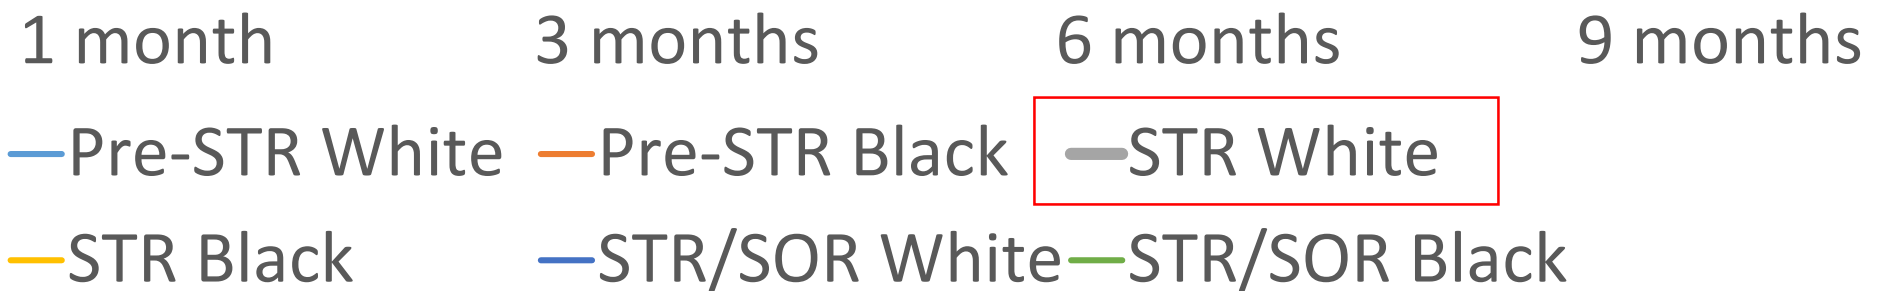 1 month 3 months 6 months 9 months
Pre-STR White Pre-STR Black STR White
STR Black STR/SOR White STR/SOR Black